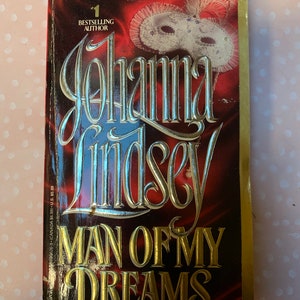 #1
BESTSELLING
AUTHOR
Johanna
Lindsey
MAN OF MY
DREAMS